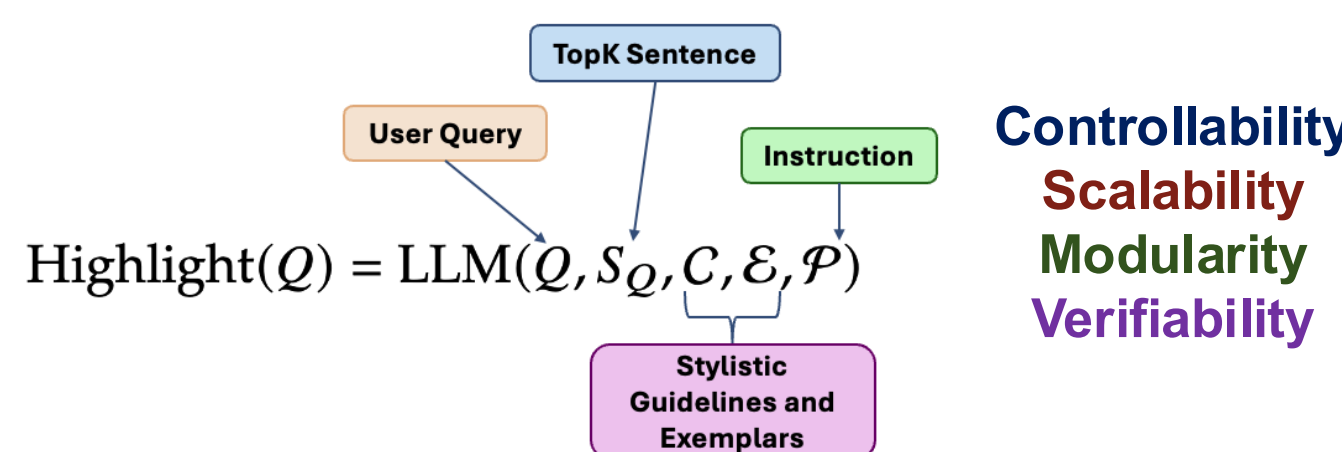 TopK Sentence
User Query
Instruction
Highlight(Q) = LLM(Q, S_Q, C, ℰ, 𝒫)
Stylistic
Guidelines and
Exemplars
Controllability
Scalability
Modularity
Verifiability